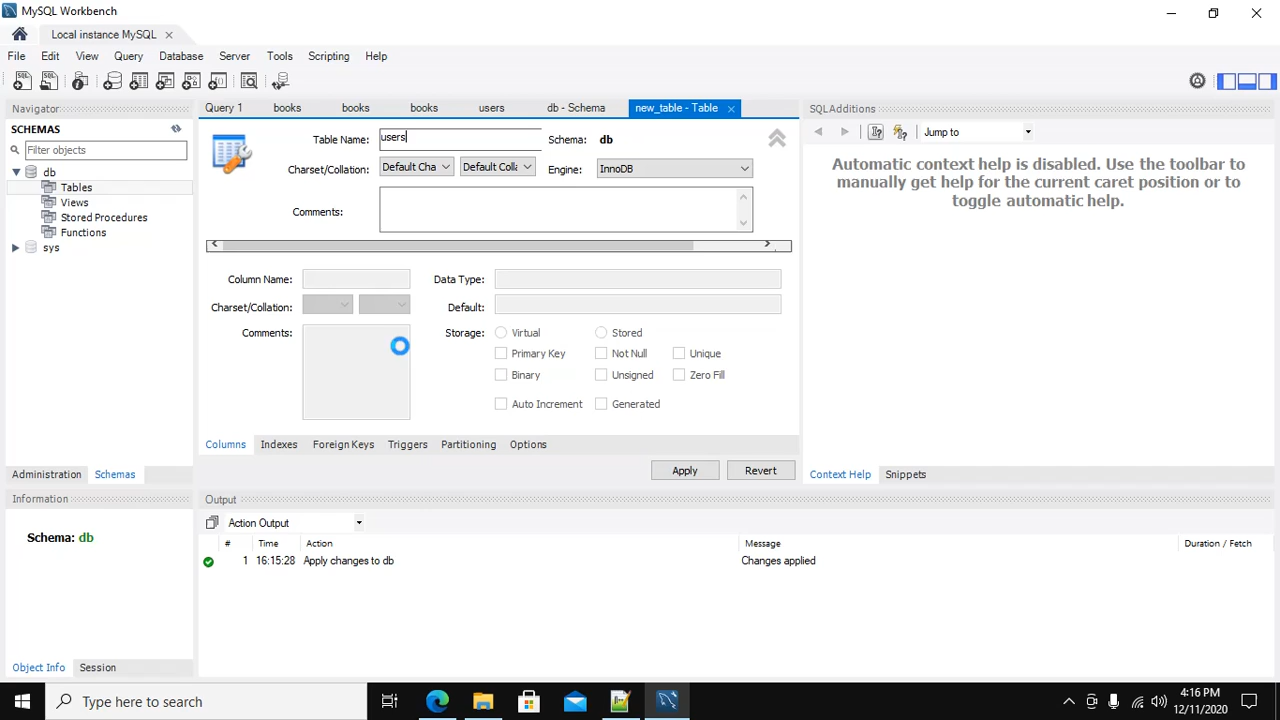 MySQL Workbench
Local instance MySQL
File Edit View Query Database Server Tools Scripting Help
Navigator
SCHEMAS
Filter objects
db
Tables
Views
Stored Procedures
Functions
sys
Administration Schemas
Information
Schema: db
Object Info Session
Query 1 books books books users db - Schema new_table - Table
Table Name: users Schema: db
Charset/Collation: Default Cha Default Colla Engine: InnoDB
Comments:
Column Name: Data Type:
Charset/Collation: Default:
Comments: Storage: Virtual Stored
Primary Key Not Null Unique
Binary Unsigned Zero Fill
Auto Increment Generated
Columns Indexes Foreign Keys Triggers Partitioning Options
Apply Revert
SQL Additions
Jump to
Automatic context help is disabled. Use the toolbar to
manually get help for the current caret position or to
toggle automatic help.
Context Help Snippets
Output
Action Output
# Time Action Message Duration / Fetch
1 16:15:28 Apply changes to db Changes applied
Type here to search
4:16 PM
12/11/2020